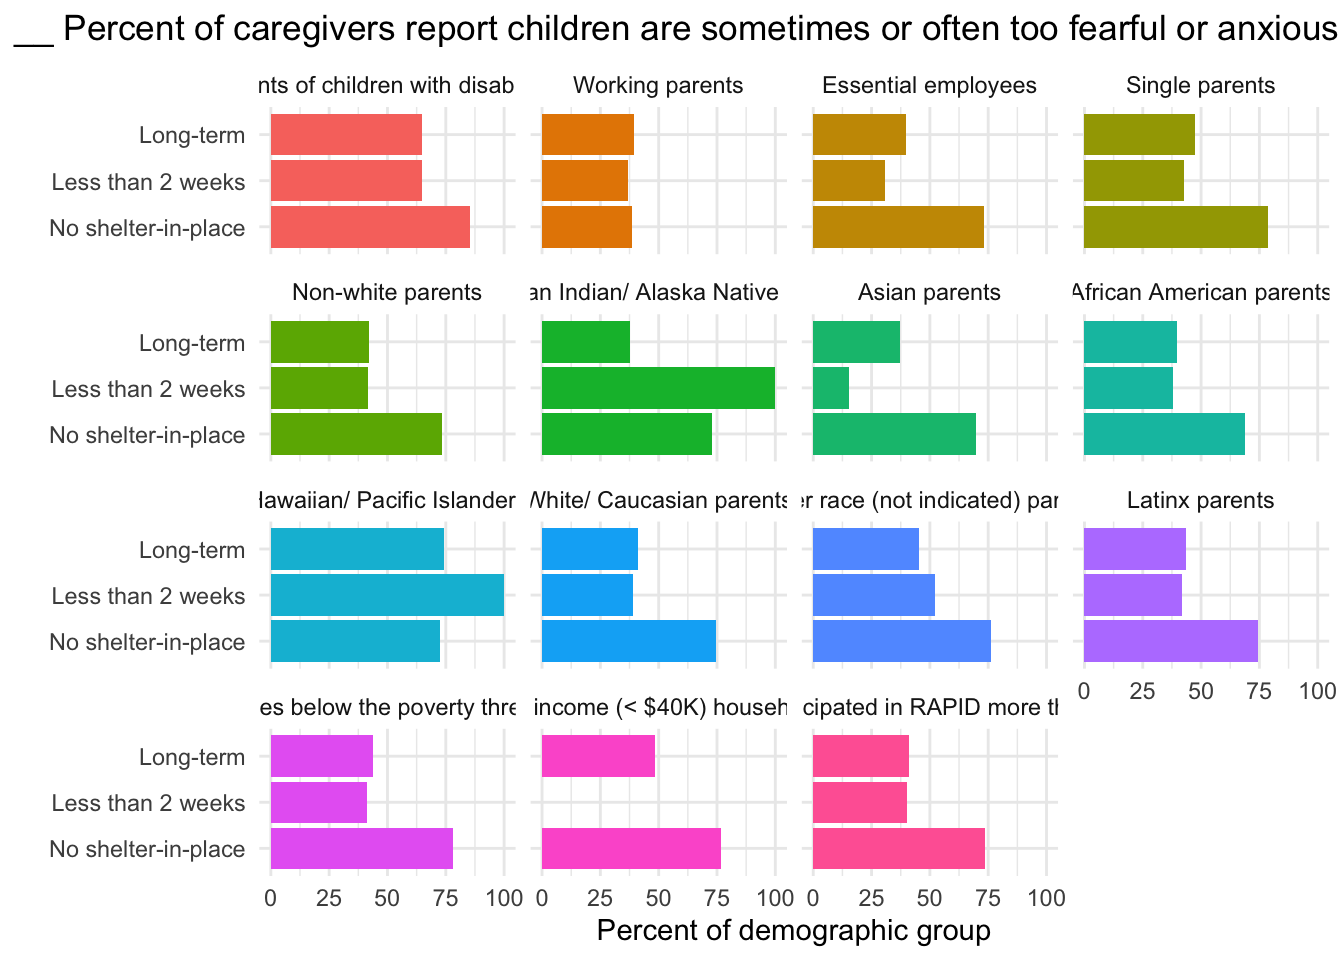 __ Percent of caregivers report children are sometimes or often too fearful or anxious
nts of children with disab
Working parents
Essential employees
Single parents
Long-term
Less than 2 weeks
No shelter-in-place
Non-white parents
an Indian/ Alaska Native
Asian parents
African American parents
Long-term
Less than 2 weeks
No shelter-in-place
Hawaiian/ Pacific Islander
White/ Caucasian parents
er race (not indicated) par
Latinx parents
Long-term
Less than 2 weeks
No shelter-in-place
0 25 50 75 100
es below the poverty thre
income (< $40K) househ
cipated in RAPID more th
Long-term
Less than 2 weeks
No shelter-in-place
0 25 50 75 100
0 25 50 75 100
0 25 50 75 100
Percent of demographic group